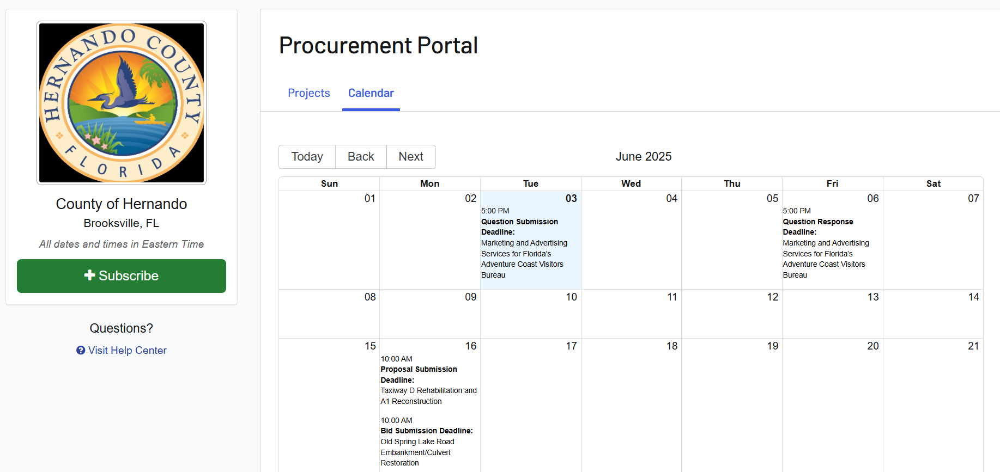 HERNANDO COUNTY
FLORIDA
County of Hernando
Brooksville, FL
All dates and times in Eastern Time
Subscribe
Questions?
Visit Help Center
Procurement Portal
Projects
Calendar
Today
Back
Next
June 2025
Sun
Mon
Tue
Wed
Thu
Fri
Sat
01
02
03
5:00 PM
Question Submission
Deadline:
Marketing and Advertising
Services for Florida’s
Adventure Coast Visitors
Bureau
04
05
06
5:00 PM
Question Response
Deadline:
Marketing and Advertising
Services for Florida’s
Adventure Coast Visitors
Bureau
07
08
09
10
11
12
13
14
15
16
10:00 AM
Proposal Submission
Deadline:
Taxiway D Rehabilitation and
A1 Reconstruction
10:00 AM
Bid Submission Deadline:
Old Spring Lake Road
Embankment/Culvert
Restoration
17
18
19
20
21